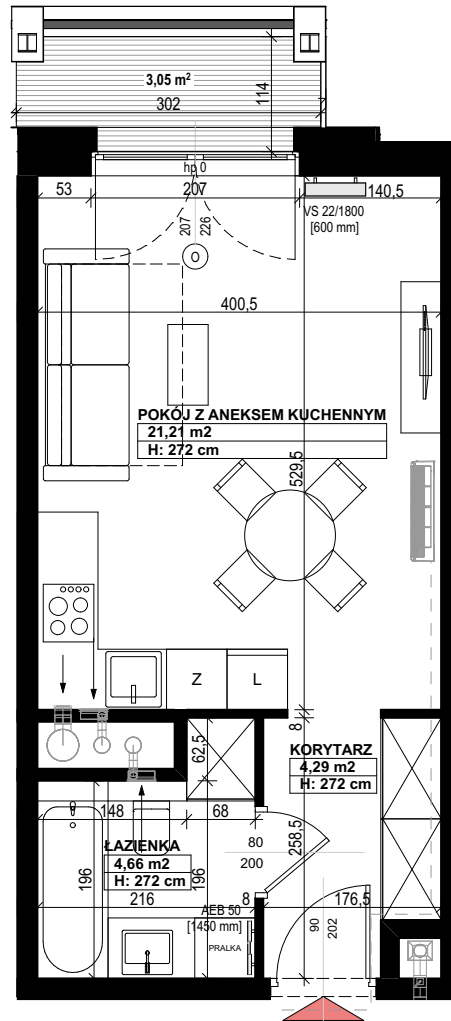 3,05 m²
302
114
hp 0
53
207
140,5
VS 22/1800
[600 mm]
207
226
O
400,5
POKÓJ Z ANEKSEM KUCHENNYM
21,21 m2
H: 272 cm
529,5
Z
L
8
62,5
KORYTARZ
4,29 m2
H: 272 cm
148
68
258,5
80
200
ŁAZIENKA
4,66 m2
H: 272 cm
196
196
216
8
176,5
AEB 50
[1450 mm]
PRALKA
90
202